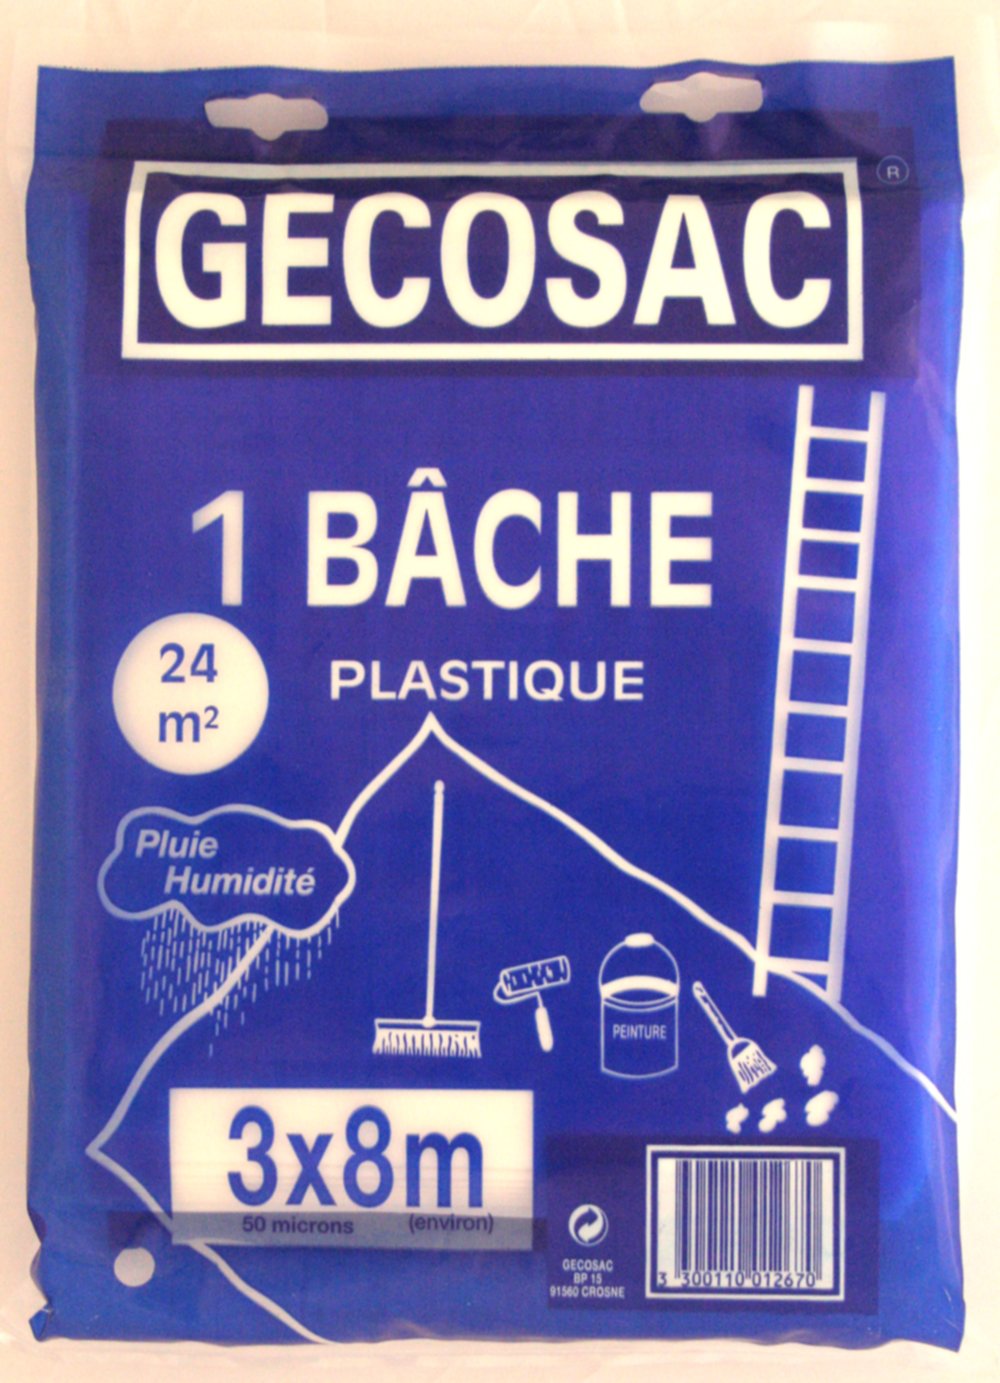 GECOSAC
®
1 BÂCHE
24
m²
PLASTIQUE
Pluie
Humidité
PEINTURE
3x8m
50 microns (environ)
GECOSAC
BP 15
91560 CROSNE
3 300110 012670